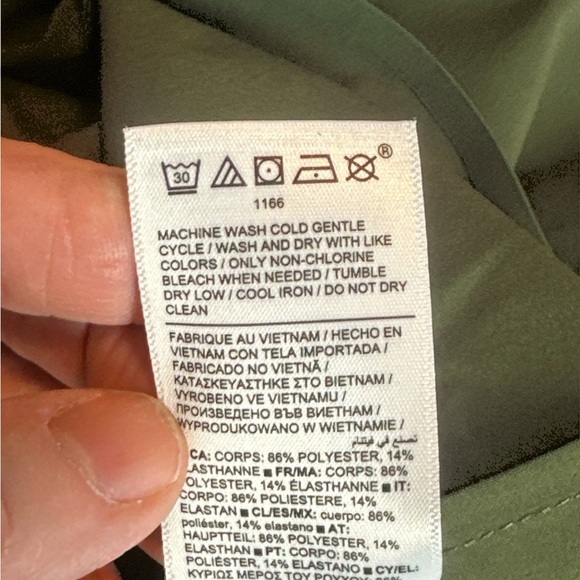 30
®
1166
MACHINE WASH COLD GENTLE
CYCLE / WASH AND DRY WITH LIKE
COLORS / ONLY NON-CHLORINE
BLEACH WHEN NEEDED / TUMBLE
DRY LOW / COOL IRON / DO NOT DRY
CLEAN
FABRIQUE AU VIETNAM / HECHO EN
VIETNAM CON TELA IMPORTADA /
FABRICADO NO VIETNÃ /
ΚΑΤΑΣΚΕΥΑΣΤΗΚΕ ΣΤΟ ΒΙΕΤΝΑΜ /
VYROBENO VE VIETNAMU /
ПРОИЗВЕДЕНО ВЪВ ВИЕТНАМ /
WYPRODUKOWANO W WIETNAMIE /
تصنع في فيتنام
CA: CORPS: 86% POLYESTER, 14%
ELASTHANNE ■ FR/MA: CORPS: 86%
POLYESTER, 14% ÉLASTHANNE ■ IT:
CORPO: 86% POLIESTERE, 14%
ELASTAN ■ CL/ES/MX: cuerpo: 86%
poliéster, 14% elastano ■ AT:
HAUPTTEIL: 86% POLYESTER, 14%
ELASTHAN ■ PT: CORPO: 86%
POLIÉSTER, 14% ELASTANO ■ CY/EL:
ΚΥΡΙΩΣ ΜΕΡΟΣ ΤΟΥ ΡΟΥΧΟΥ: 86%